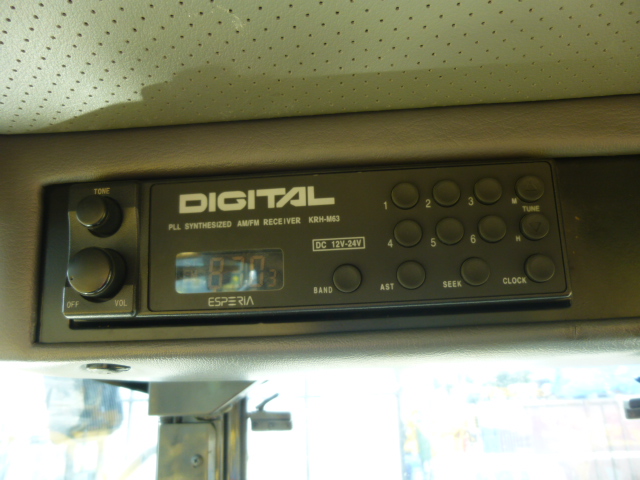 TONE
DIGITAL
PLL SYNTHESIZED AM/FM RECEIVER KRH-M63
DC 12V-24V
OFF VOL
ESPERIA
1 2 3 M
TUNE
4 5 6 H
BAND AST SEEK CLOCK